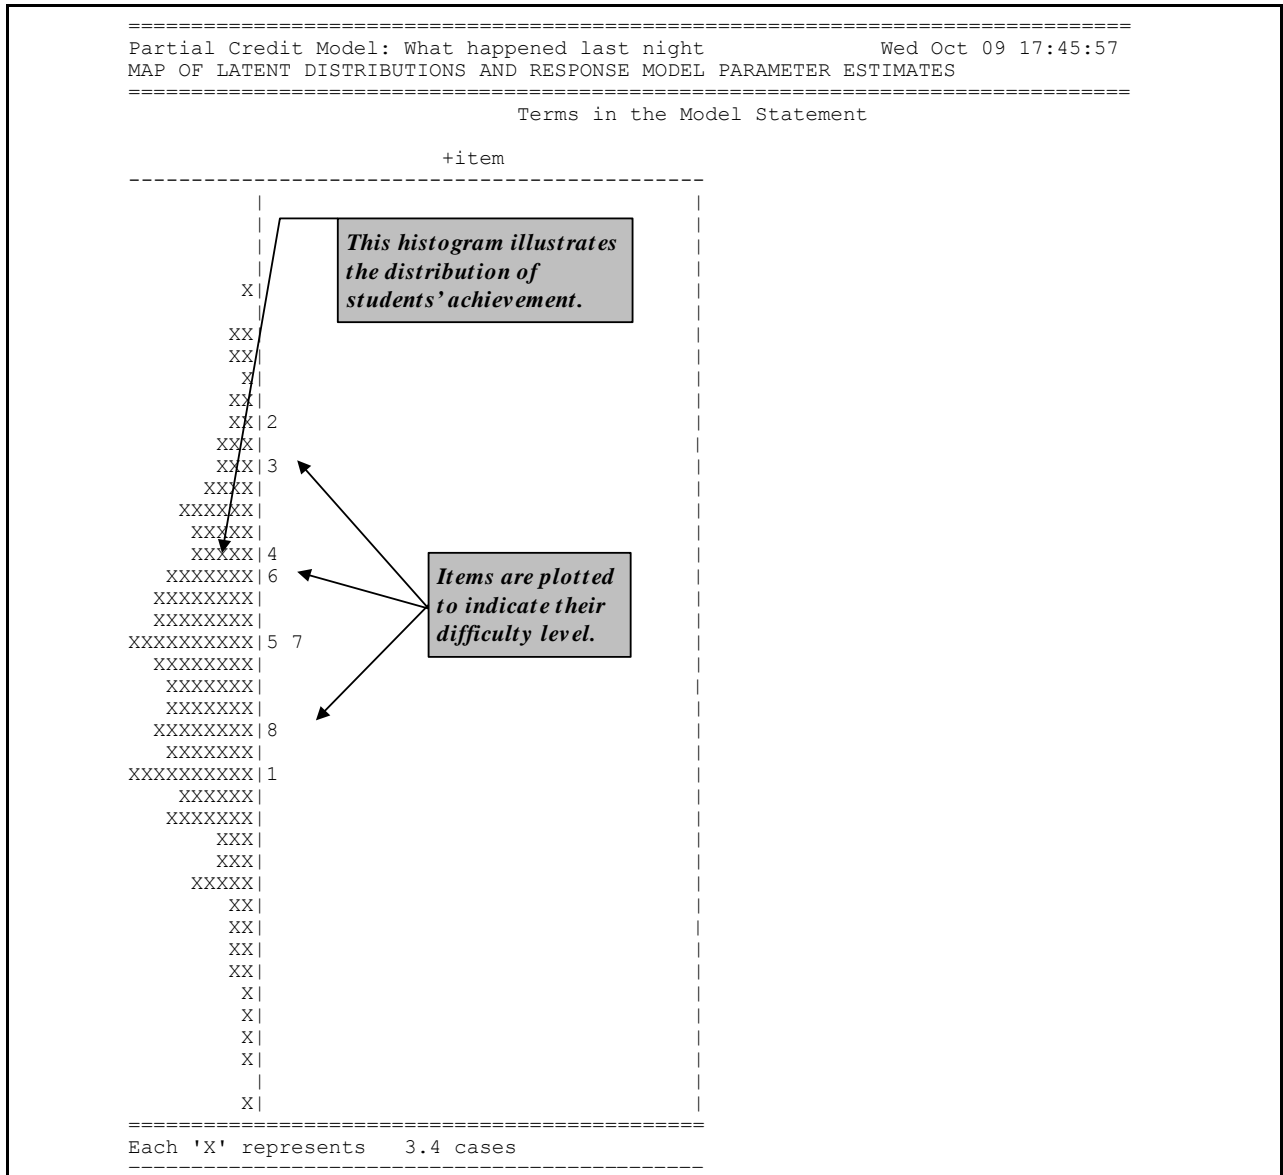 ================================================================================
Partial Credit Model: What happened last night Wed Oct 09 17:45:57
MAP OF LATENT DISTRIBUTIONS AND RESPONSE MODEL PARAMETER ESTIMATES
================================================================================
Terms in the Model Statement
+item
----------------------------------------------
This histogram illustrates
the distribution of
students’ achievement.
X|
XX|
XX|
X|
XX|
XX|2
XXX|
XXX|3
XXXX|
XXXXXX|
XXXXX|
XXXXX|4
XXXXXXX|6
XXXXXXXX|
XXXXXXXX|
XXXXXXXXXX|5 7
XXXXXXXX|
XXXXXXX|
XXXXXXX|
XXXXXXXX|8
XXXXXXX|
XXXXXXXXXX|1
XXXXXX|
XXXXXXX|
XXX|
XXX|
XXXXX|
XX|
XX|
XX|
XX|
X|
X|
X|
X|
X|
Items are plotted
to indicate their
difficulty level.
==============================================
Each 'X' represents 3.4 cases
----------------------------------------------